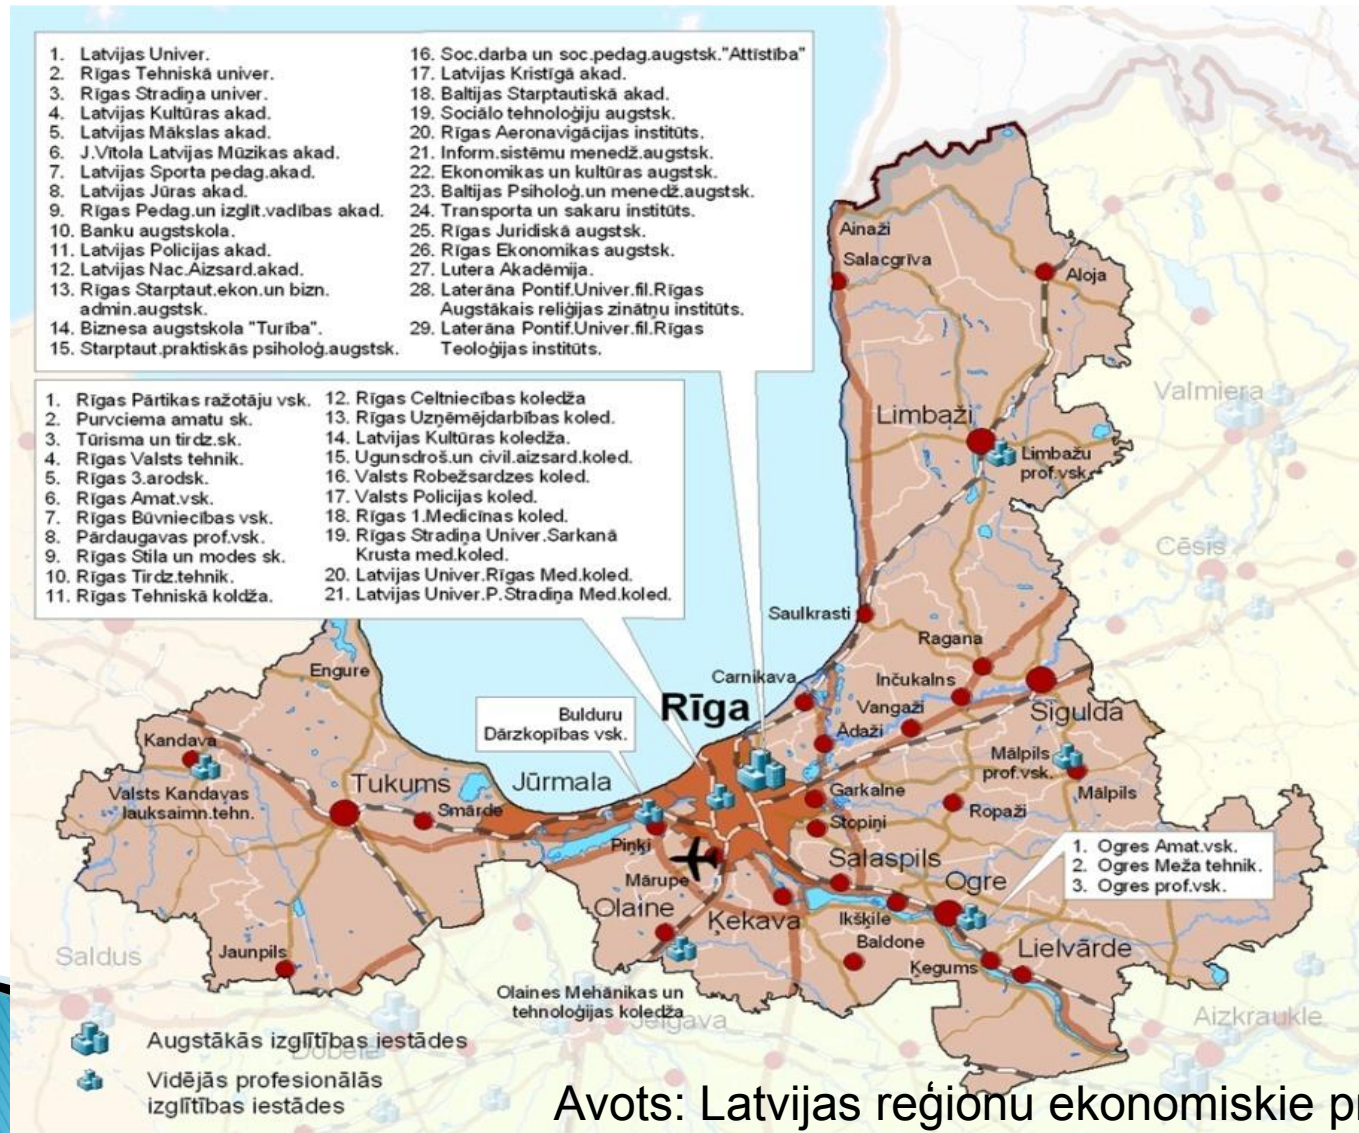 1. Latvijas Univer.
2. Rīgas Tehniskā univer.
3. Rīgas Stradiņa univer.
4. Latvijas Kultūras akad.
5. Latvijas Mākslas akad.
6. J.Vītola Latvijas Mūzikas akad.
7. Latvijas Sporta pedag.akad.
8. Latvijas Jūras akad.
9. Rīgas Pedag.un izglīt.vadības akad.
10. Banku augstskola.
11. Latvijas Policijas akad.
12. Latvijas Nac.Aizsard.akad.
13. Rīgas Starptaut.ekon.un bizn.
admin.augstsk.
14. Biznesa augstskola "Turība".
15. Starptaut.praktiskās psiholoģ.augstsk.
16. Soc.darba un soc.pedag.augstsk."Attīstība"
17. Latvijas Kristīgā akad.
18. Baltijas Starptautiskā akad.
19. Sociālo tehnoloģiju augstsk.
20. Rīgas Aeronavigācijas institūts.
21. Inform.sistēmu menedž.augstsk.
22. Ekonomikas un kultūras augstsk.
23. Baltijas Psiholoģ.un menedž.augstsk.
24. Transporta un sakaru institūts.
25. Rīgas Juridiskā augstsk.
26. Rīgas Ekonomikas augstsk.
27. Lutera Akadēmija.
28. Laterāna Pontif.Univer.fil.Rīgas
Augstākais reliģijas zinātņu institūts.
29. Laterāna Pontif.Univer.fil.Rīgas
Teoloģijas institūts.
1. Rīgas Pārtikas ražotāju vsk.
2. Purvciema amatu sk.
3. Tūrisma un tirdz.sk.
4. Rīgas Valsts tehnik.
5. Rīgas 3.arodsk.
6. Rīgas Amat.vsk.
7. Rīgas Būvniecības vsk.
8. Pārdaugavas prof.vsk.
9. Rīgas Stila un modes sk.
10. Rīgas Tirdz.tehnik.
11. Rīgas Tehniskā koldža.
12. Rīgas Celtniecības koledža
13. Rīgas Uzņēmējdarbības koled.
14. Latvijas Kultūras koledža.
15. Ugunsdroš.un civil.aizsard.koled.
16. Valsts Robežsardzes koled.
17. Valsts Policijas koled.
18. Rīgas 1.Medicīnas koled.
19. Rīgas Stradiņa Univer.Sarkanā
Krusta med.koled.
20. Latvijas Univer.Rīgas Med.koled.
21. Latvijas Univer.P.Stradiņa Med.koled.
Ainaži
Salacgrīva
Aloja
Valmiera
Limbaži
Limbažu
prof.vsk.
Cēsis
Saulkrasti
Ragana
Engure
Carnikava
Inčukalns
Rīga
Vangaži
Sigulda
Bulduru
Dārzkopības vsk.
Ādaži
Kandava
Mālpils
prof.vsk.
Tukums
Jūrmala
Valsts Kandavas
lauksaimn.tehn.
Garkalne
Mālpils
Smārde
Ropaži
Stopiņi
Piņķi
1. Ogres Amat.vsk.
2. Ogres Meža tehnik.
3. Ogres prof.vsk.
Salaspils
Mārupe
Ogre
Olaine
Ķekava
Ikšķile
Baldone
Lielvārde
Saldus
Jaunpils
Ķegums
Olaines Mehānikas un
tehnoloģijas koledža
Jelgava
Aizkraukle
Dobele
Augstākās izglītības iestādes
Vidējās profesionālās
izglītības iestādes
Avots: Latvijas reģionu ekonomiskie